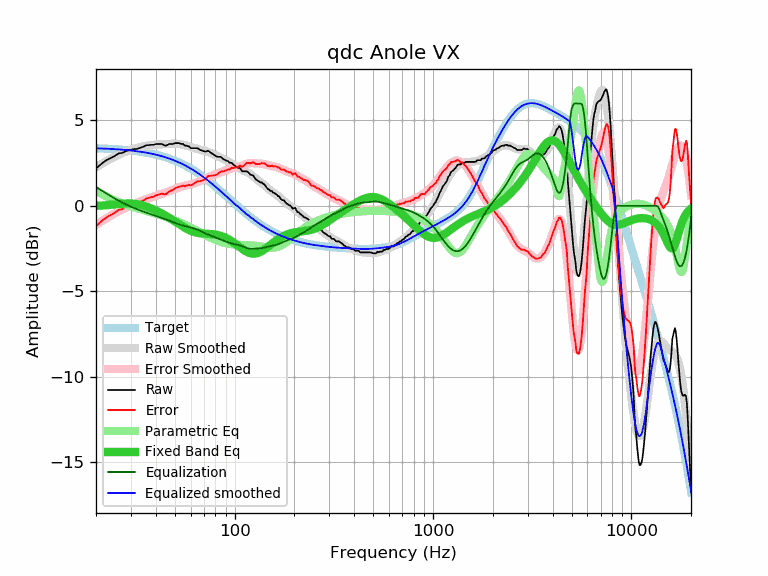 qdc Anole VX
Amplitude (dBr)
5
0
−5
−10
−15
Target
Raw Smoothed
Error Smoothed
Raw
Error
Parametric Eq
Fixed Band Eq
Equalization
Equalized smoothed
100
1000
10000
Frequency (Hz)